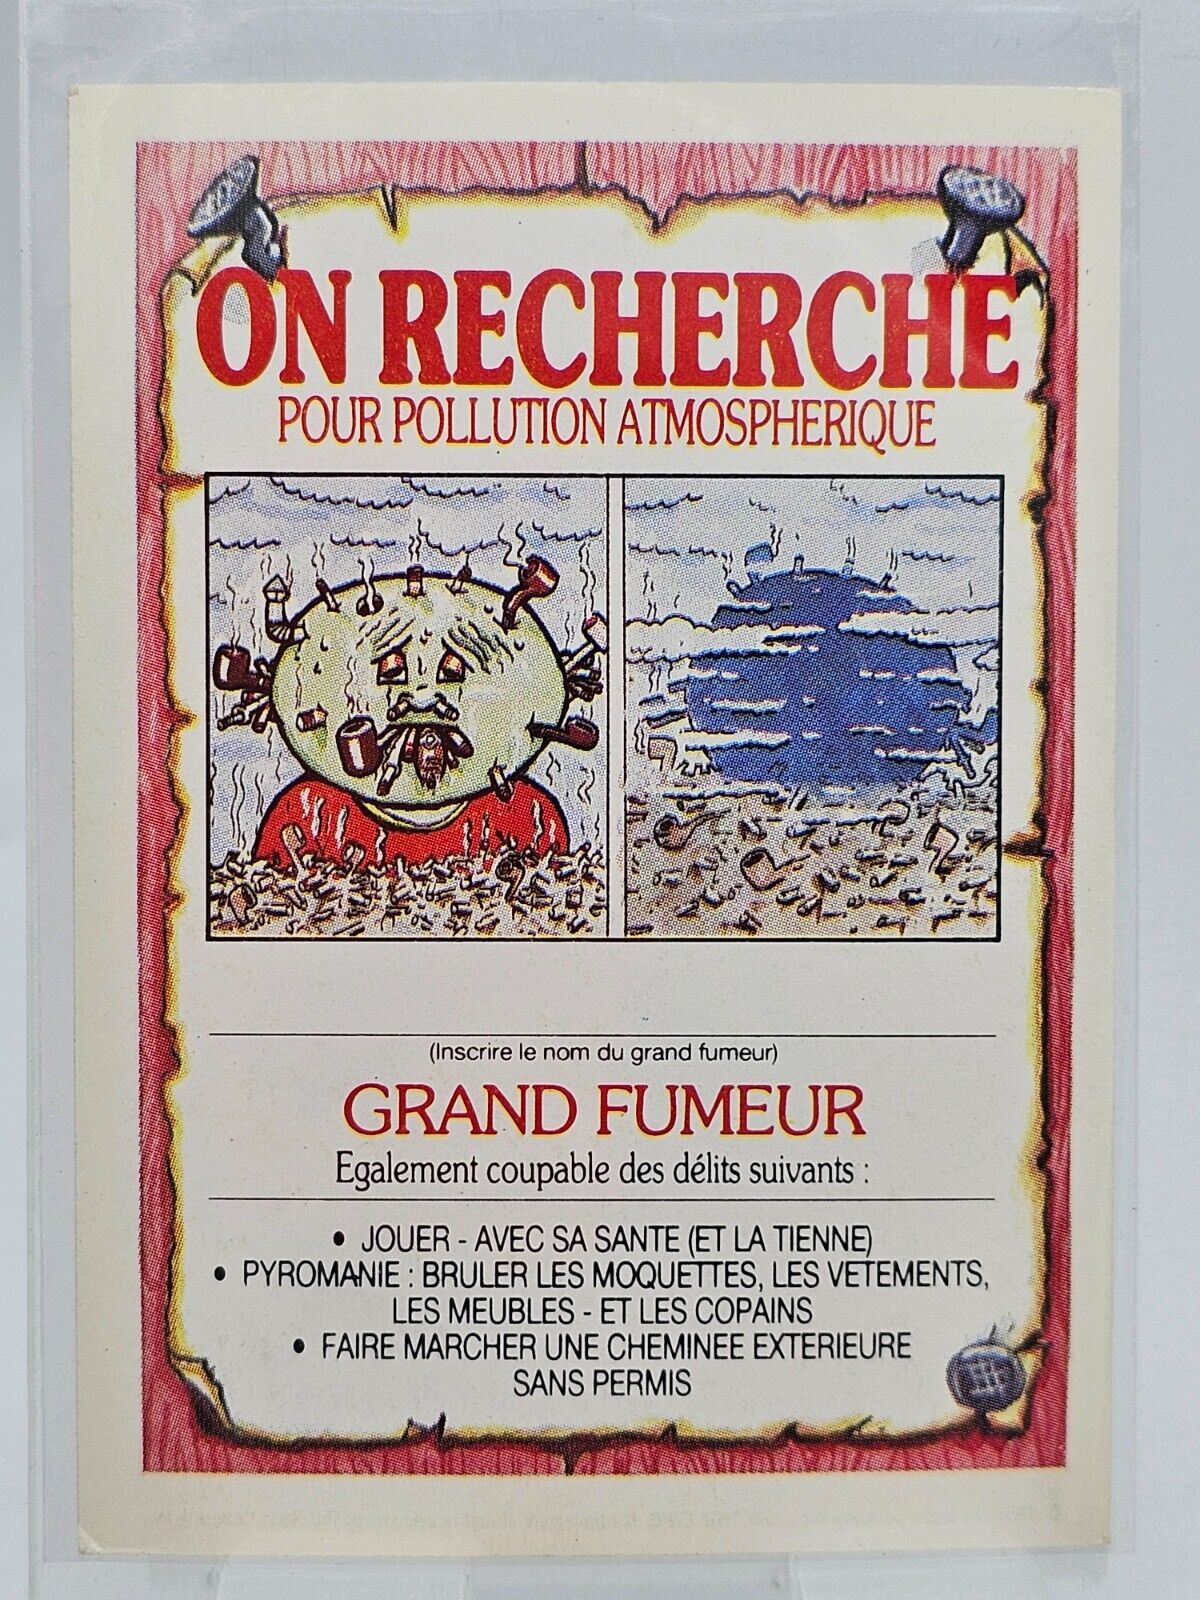 ON RECHERCHE
POUR POLLUTION ATMOSPHERIQUE
(Inscrire le nom du grand fumeur)
GRAND FUMEUR
Egalement coupable des délits suivants :
• JOUER - AVEC SA SANTE (ET LA TIENNE)
• PYROMANIE : BRULER LES MOQUETTES, LES VETEMENTS,
LES MEUBLES - ET LES COPAINS
• FAIRE MARCHER UNE CHEMINEE EXTERIEURE
SANS PERMIS